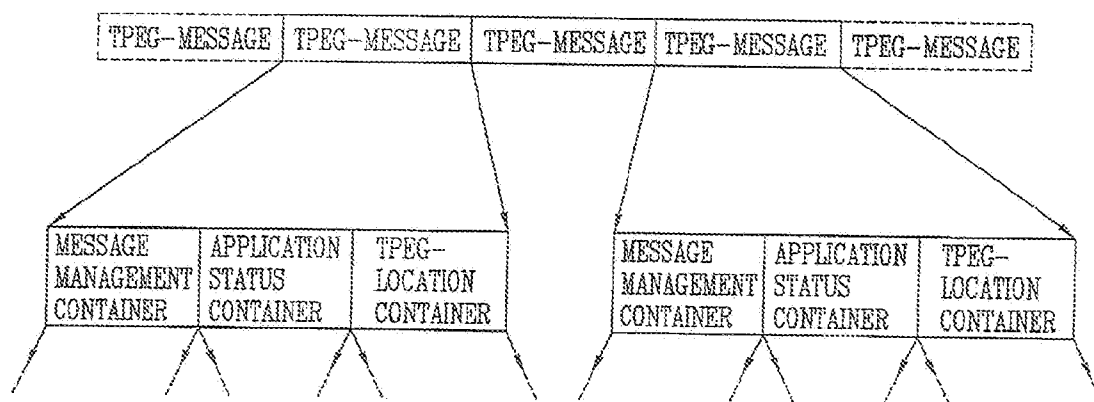 TPEG-MESSAGE TPEG-MESSAGE TPEG-MESSAGE TPEG-MESSAGE TPEG-MESSAGE
MESSAGE
MANAGEMENT
CONTAINER
APPLICATION
STATUS
CONTAINER
TPEG-
LOCATION
CONTAINER
MESSAGE
MANAGEMENT
CONTAINER
APPLICATION
STATUS
CONTAINER
TPEG-
LOCATION
CONTAINER